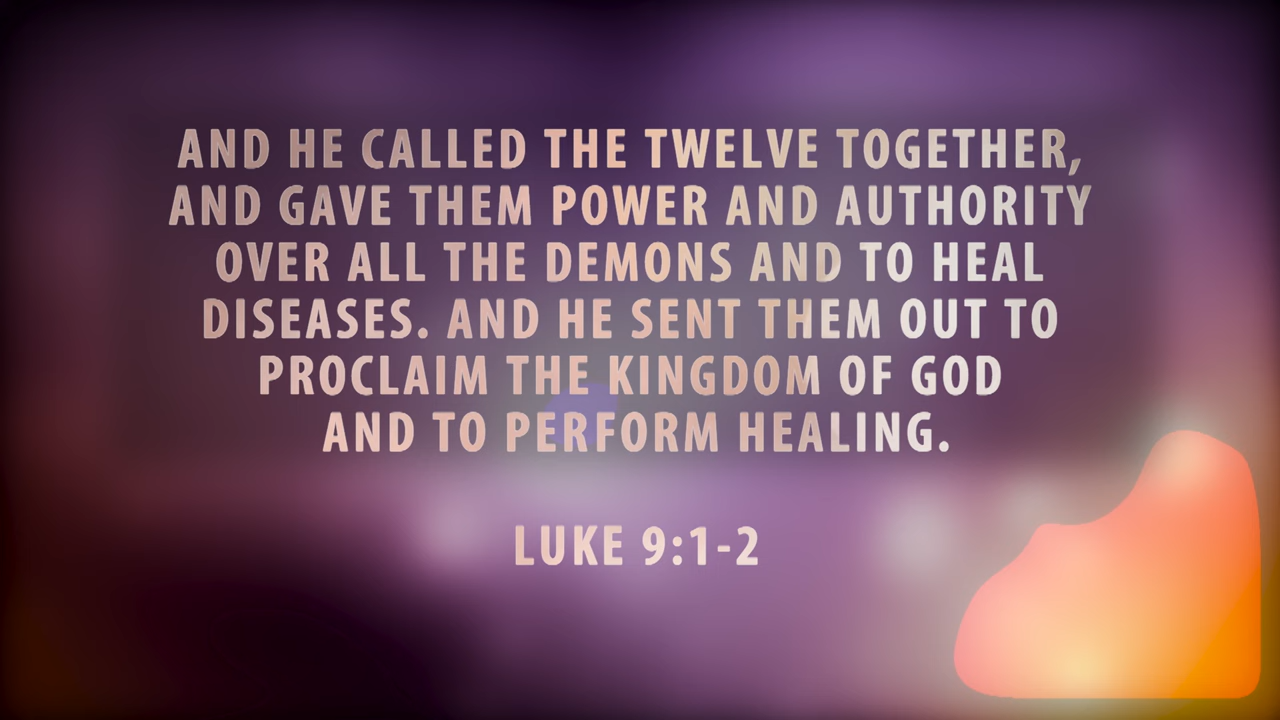 AND HE CALLED THE TWELVE TOGETHER,
AND GAVE THEM POWER AND AUTHORITY
OVER ALL THE DEMONS AND TO HEAL
DISEASES. AND HE SENT THEM OUT TO
PROCLAIM THE KINGDOM OF GOD
AND TO PERFORM HEALING.
LUKE 9:1-2